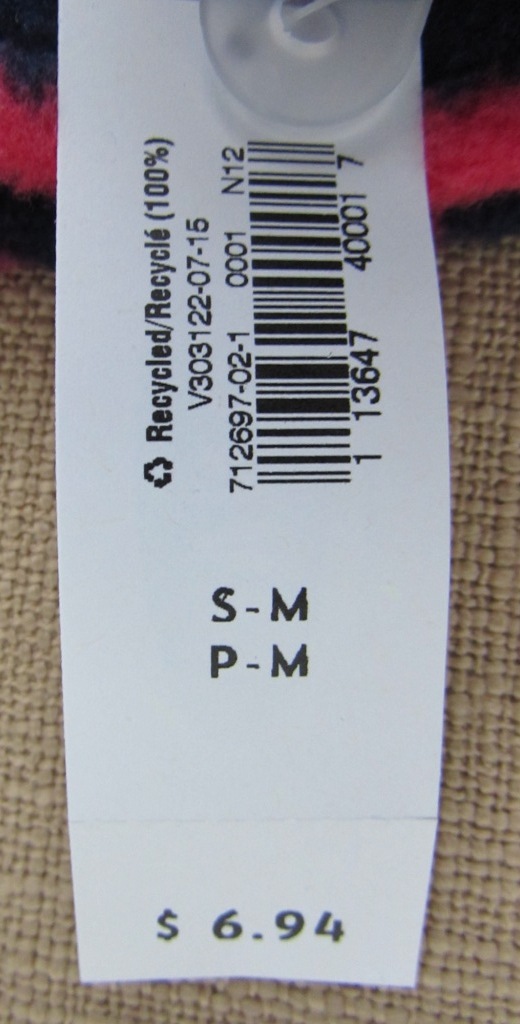 ♻ Recycled/Recyclé (100%)
V303122-07-15
712697-02-1 0001 N12
1 13647 40001 7
S - M
P - M
$ 6.94